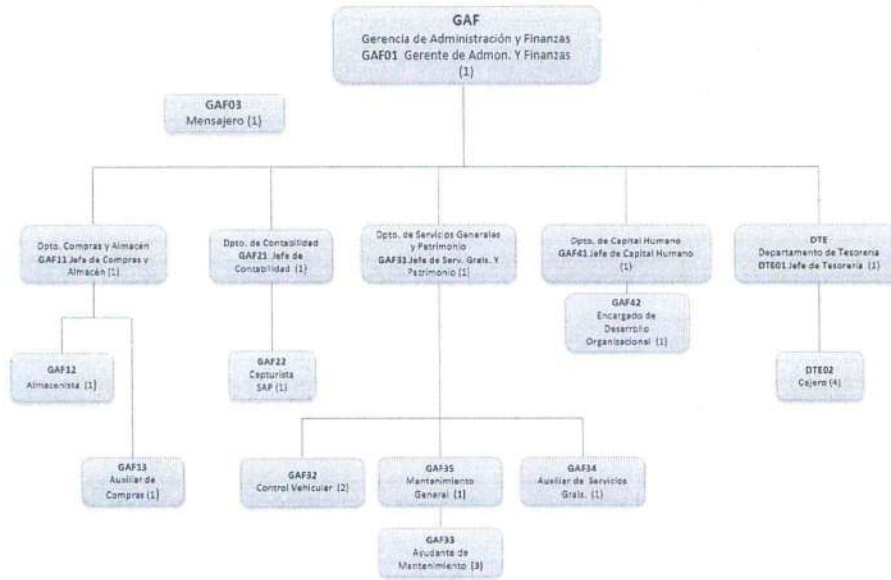 GAF
Gerencia de Administración y Finanzas
GAF01 Gerente de Admon. Y Finanzas
(1)
GAF03
Mensajero (1)
Dpto. Compras y Almacén
GAF11 Jefe de Compras y
Almacén (1)
Dpto. de Contabilidad
GAF21 Jefe de
Contabilidad (1)
Dpto. de Servicios Generales
y Patrimonio
GAF31 Jefe de Serv. Grals. Y
Patrimonio (1)
Dpto. de Capital Humano
GAF41 Jefe de Capital Humano
(1)
DTE
Departamento de Tesoreria
DTE01 Jefe de Tesorería (1)
GAF42
Encargado de
Desarrollo
Organizacional (1)
GAF12
Almacenista (1)
GAF22
Capturista
SAP (1)
DTE02
Cajero (4)
GAF13
Auxiliar de
Compras (1)
GAF32
Control Vehicular (2)
GAF35
Mantenimiento
General (1)
GAF34
Auxiliar de Servicios
Grals. (1)
GAF33
Ayudante de
Mantenimiento (3)